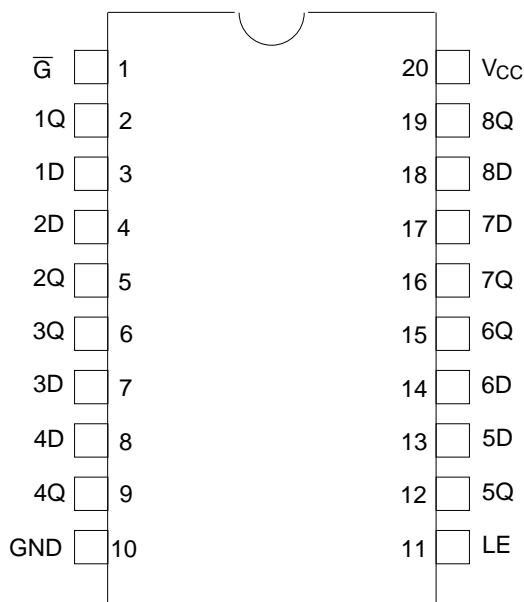 G̅ 1 20 VCC
1Q 2 19 8Q
1D 3 18 8D
2D 4 17 7D
2Q 5 16 7Q
3Q 6 15 6Q
3D 7 14 6D
4D 8 13 5D
4Q 9 12 5Q
GND 10 11 LE